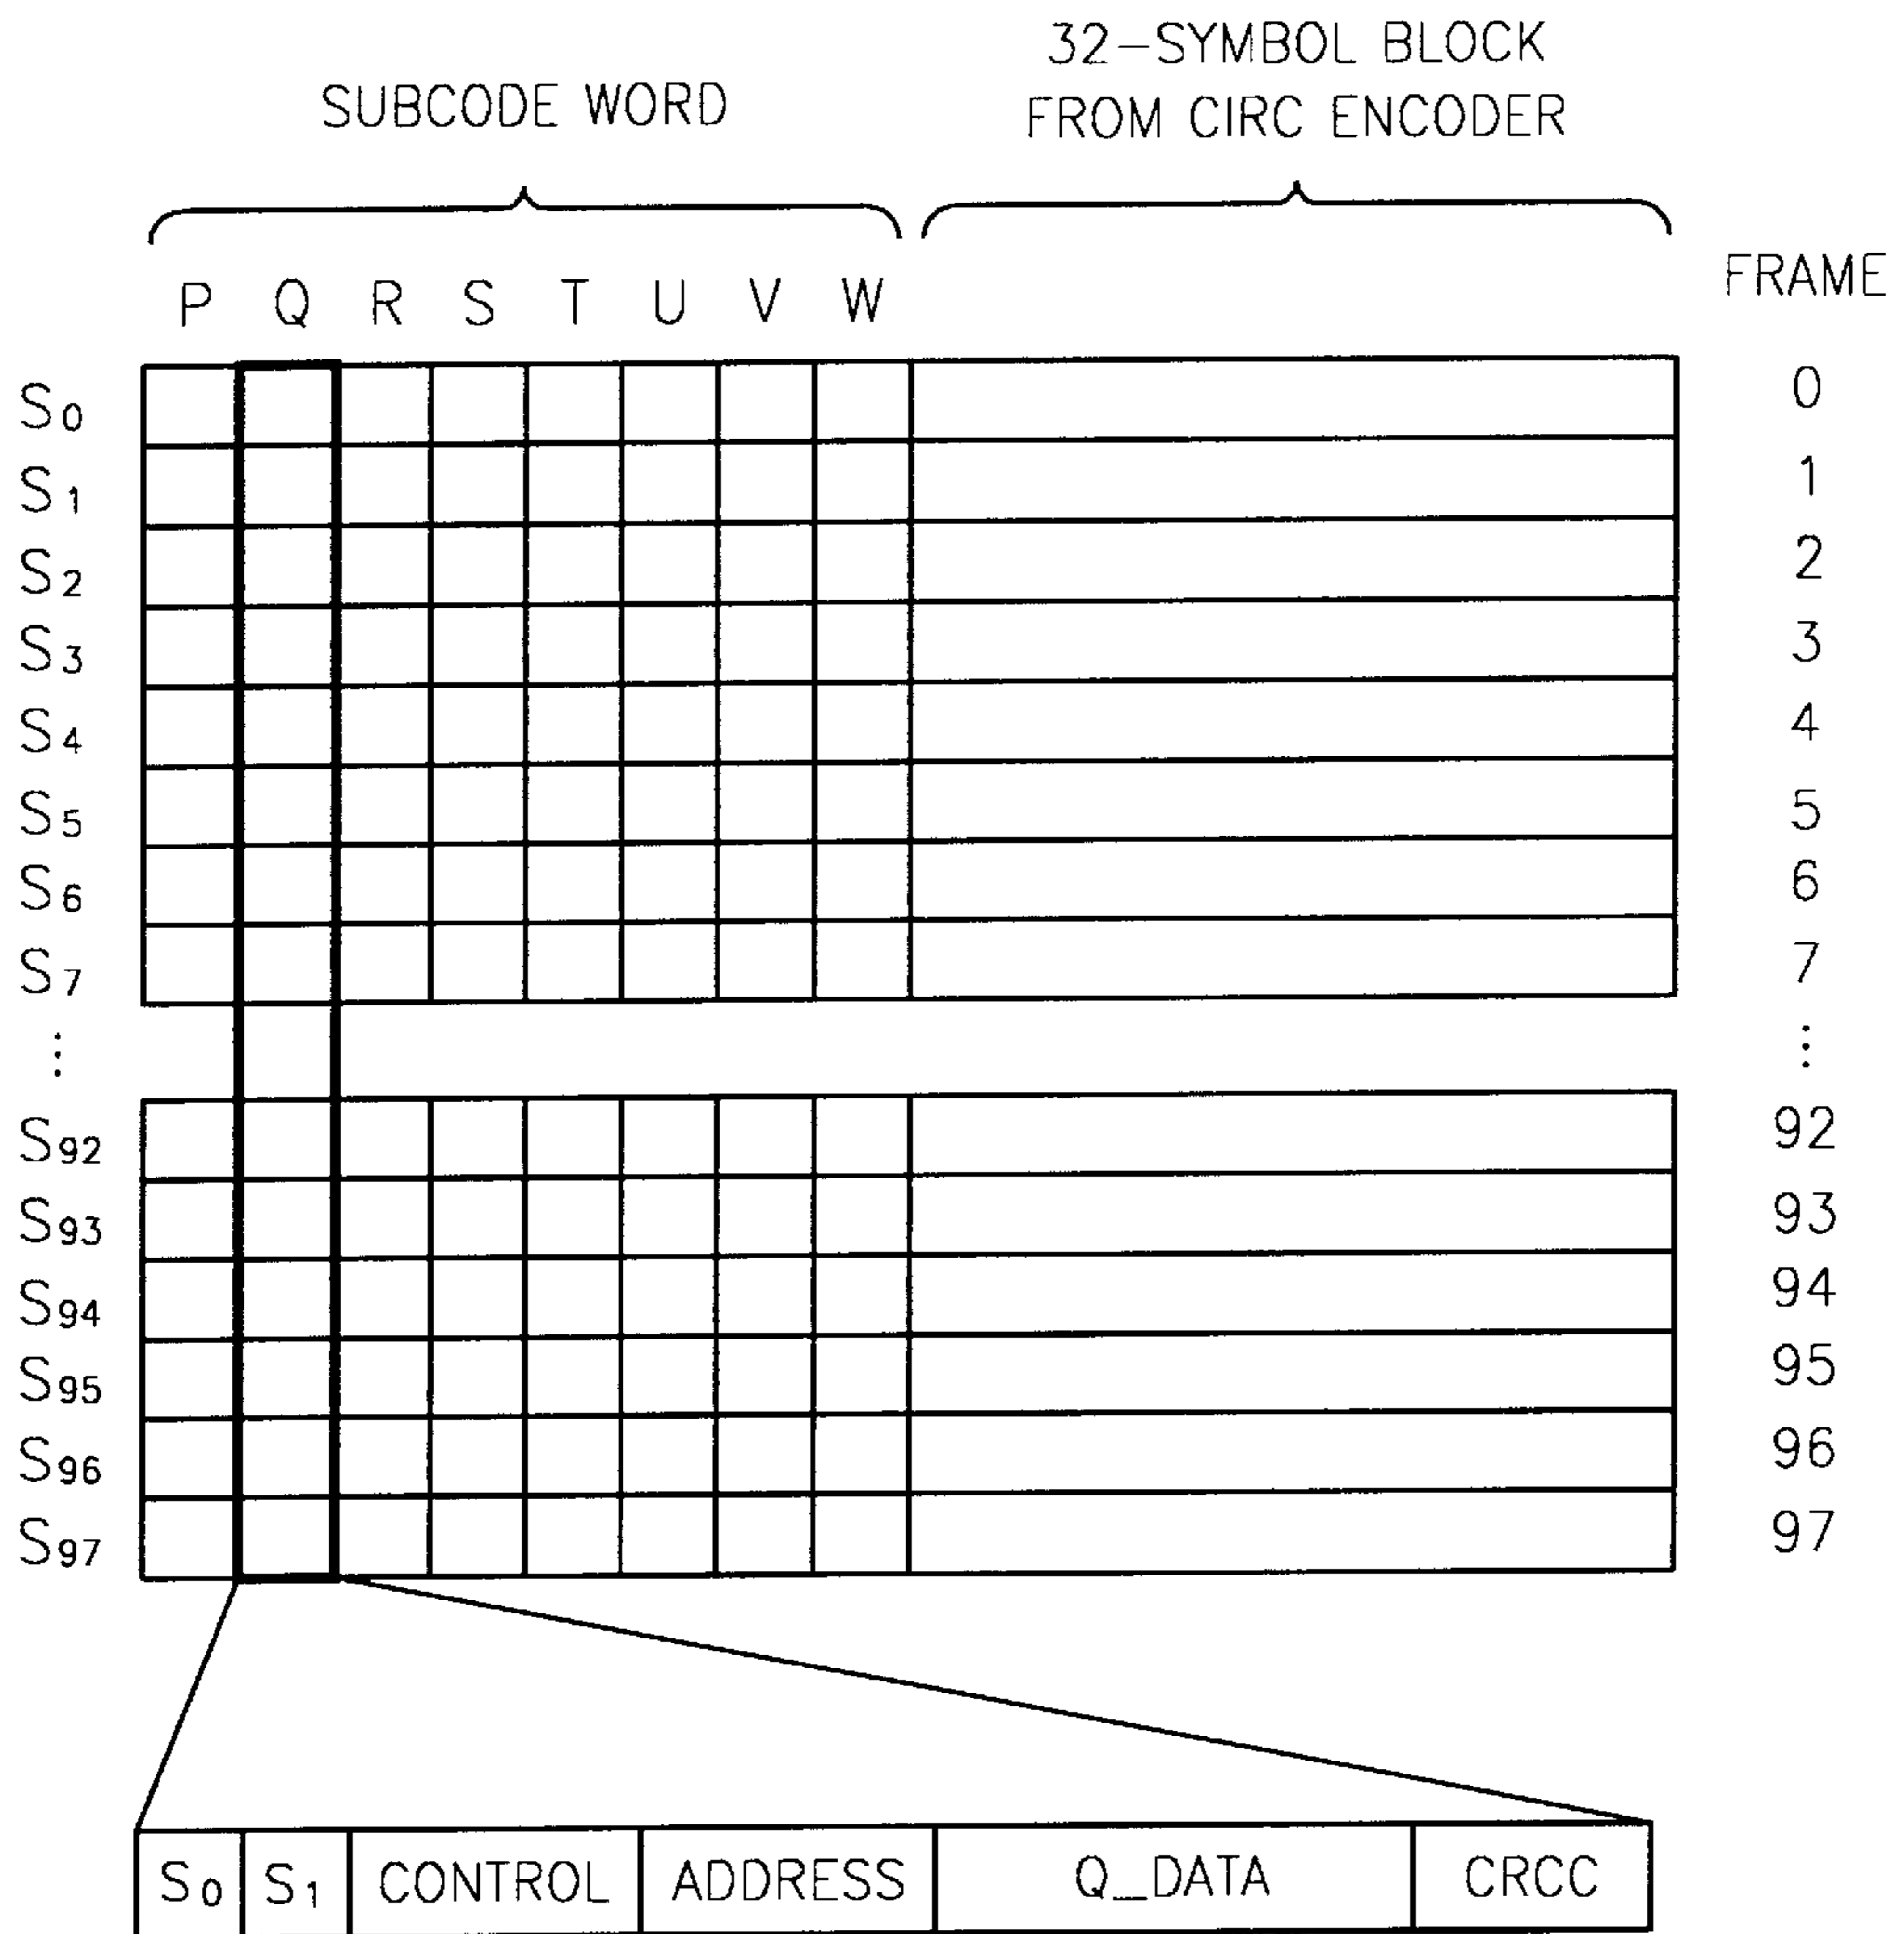 SUBCODE WORD
32-SYMBOL BLOCK
FROM CIRC ENCODER
P Q R S T U V W
FRAME
S0 0
S1 1
S2 2
S3 3
S4 4
S5 5
S6 6
S7 7
⋮ ⋮
S92 92
S93 93
S94 94
S95 95
S96 96
S97 97
S0 S1 CONTROL ADDRESS Q_DATA CRCC